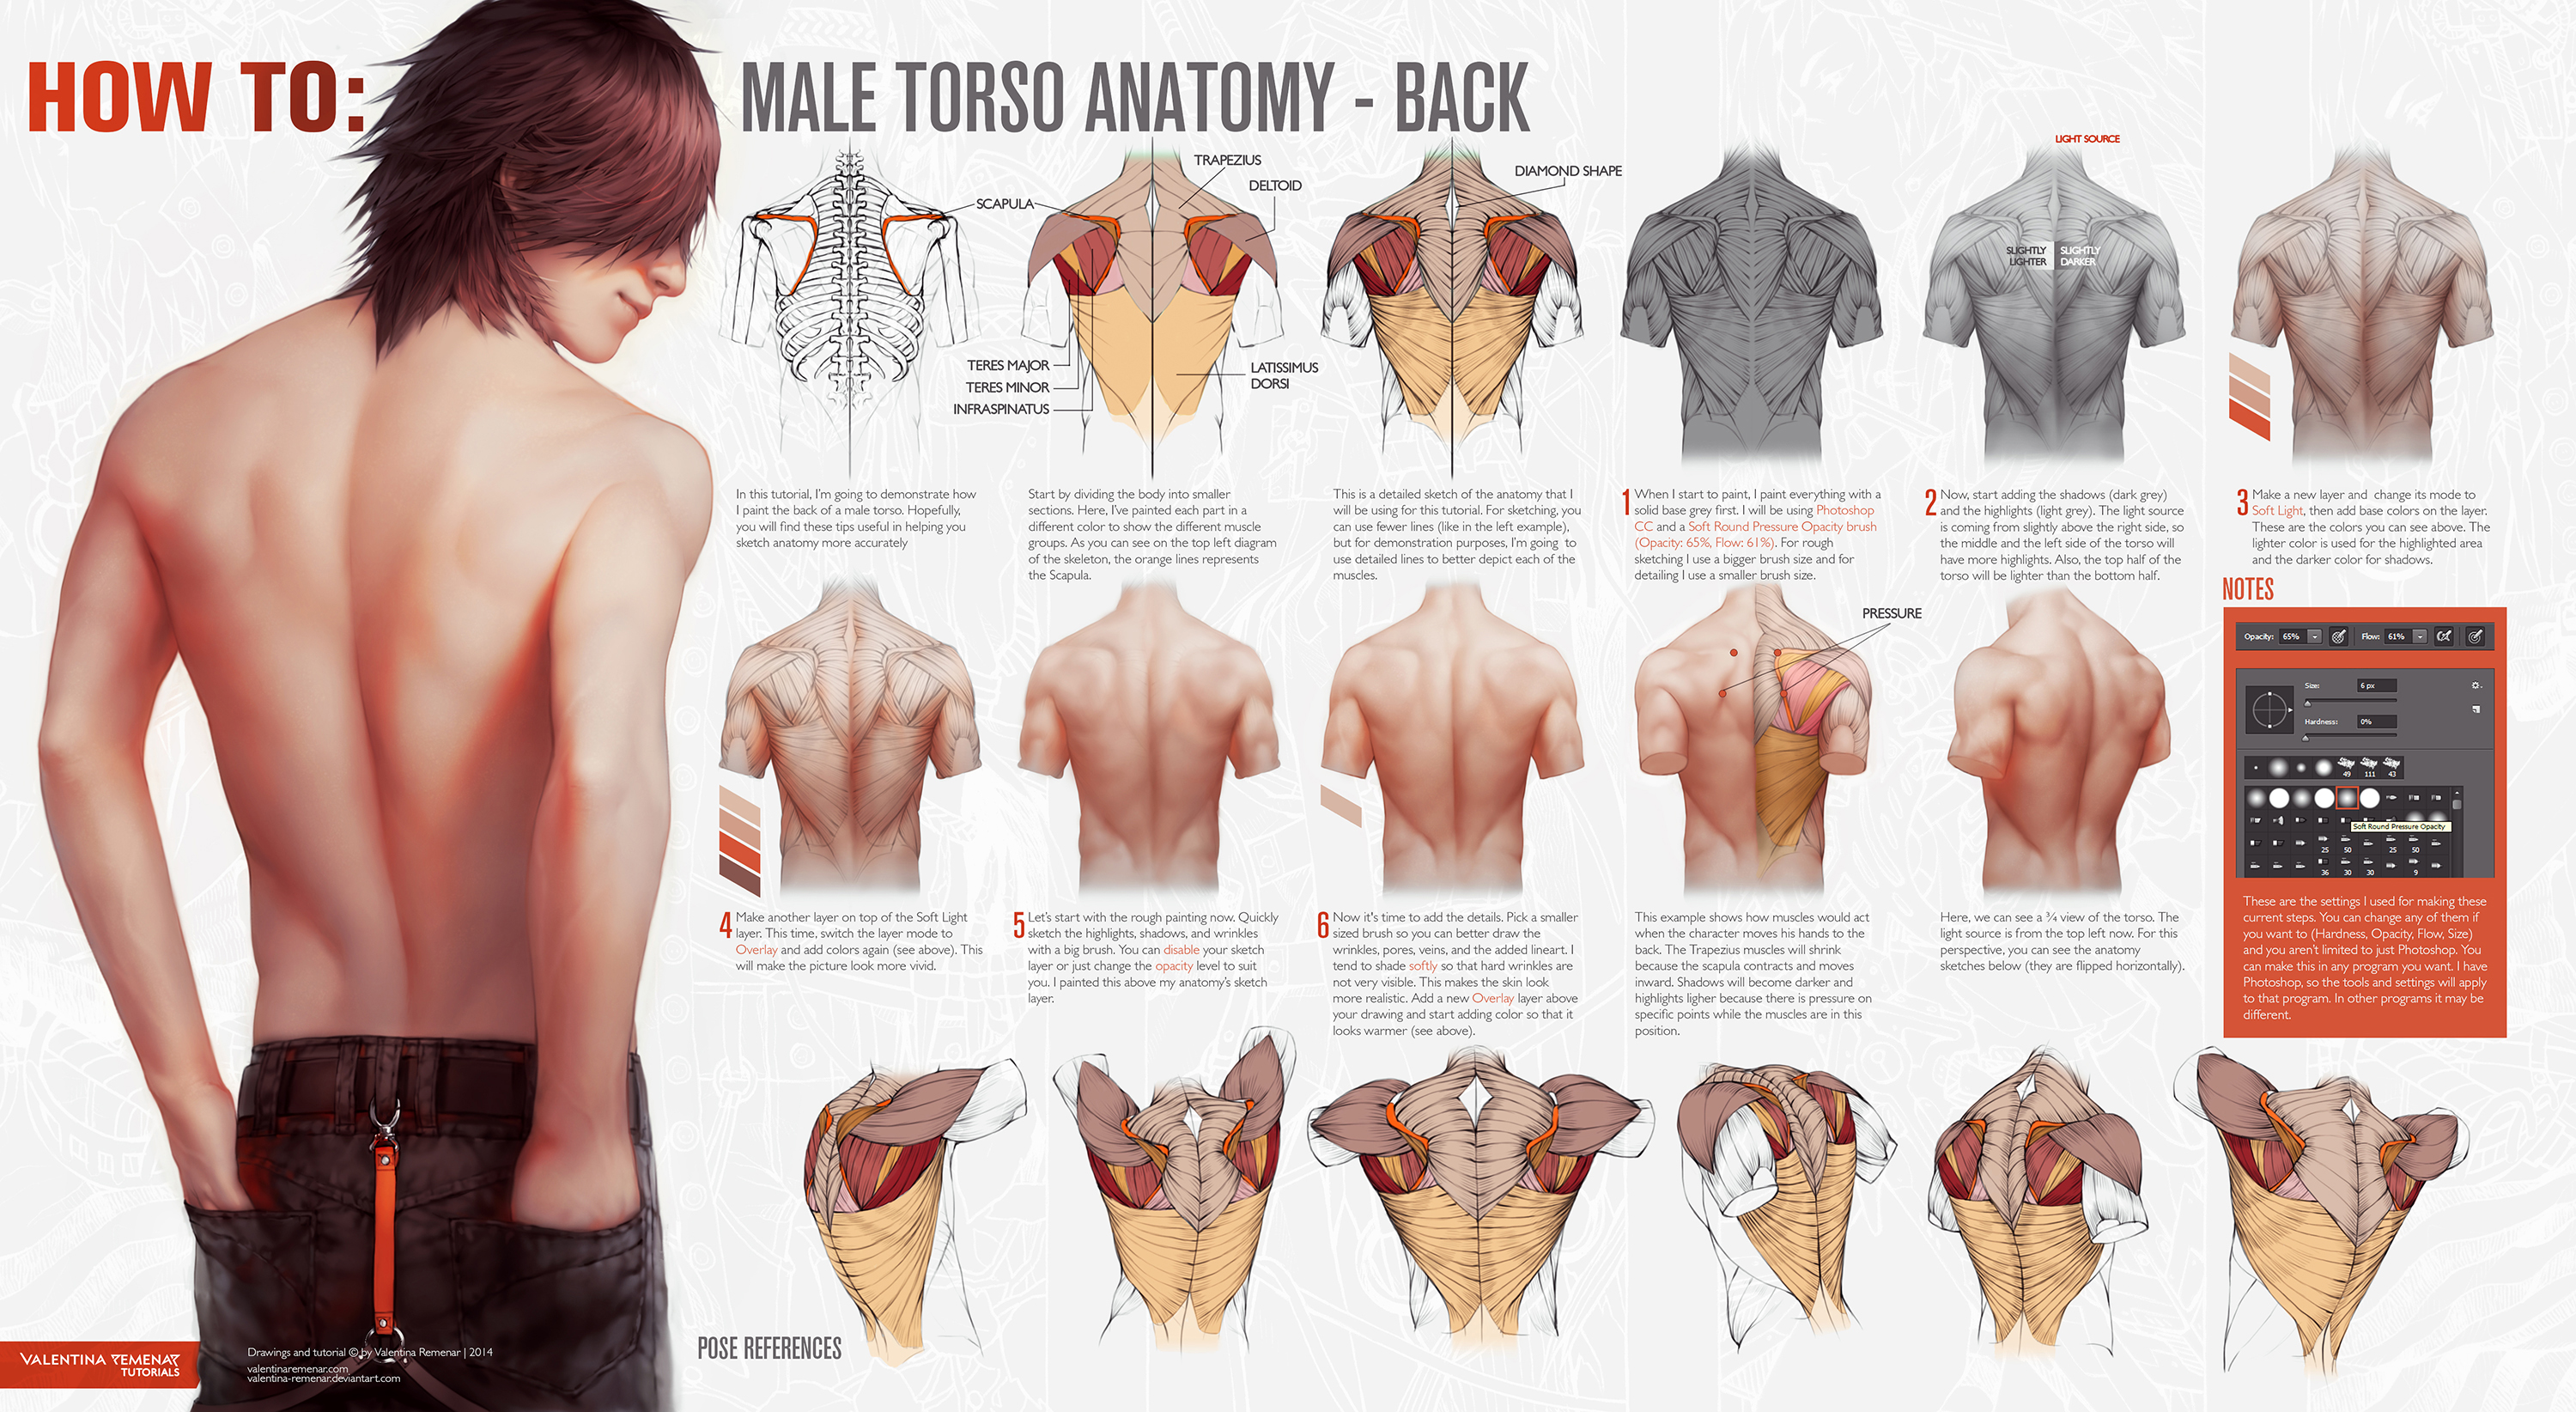 HOW TO:
MALE TORSO ANATOMY - BACK
SCAPULA
TRAPEZIUS
DELTOID
TERES MAJOR
TERES MINOR
INFRASPINATUS
LATISSIMUS
DORSI
DIAMOND SHAPE
LIGHT SOURCE
SLIGHTLY
LIGHTER
SLIGHTLY
DARKER
In this tutorial, I'm going to demonstrate how
I paint the back of a male torso. Hopefully,
you will find these tips useful in helping you
sketch anatomy more accurately
Start by dividing the body into smaller
sections. Here, I've painted each part in a
different color to show the different muscle
groups. As you can see on the top left diagram
of the skeleton, the orange lines represents
the Scapula.
This is a detailed sketch of the anatomy that I
will be using for this tutorial. For sketching, you
can use fewer lines (like in the left example),
but for demonstration purposes, I'm going to
use detailed lines to better depict each of the
muscles.
1 When I start to paint, I paint everything with a
solid base grey first. I will be using Photoshop
CC and a Soft Round Pressure Opacity brush
(Opacity: 65%, Flow: 61%). For rough
sketching I use a bigger brush size and for
detailing I use a smaller brush size.
2 Now, start adding the shadows (dark grey)
and the highlights (light grey). The light source
is coming from slightly above the right side, so
the middle and the left side of the torso will
have more highlights. Also, the top half of the
torso will be lighter than the bottom half.
3 Make a new layer and change its mode to
Soft Light, then add base colors on the layer.
These are the colors you can see above. The
lighter color is used for the highlighted area
and the darker color for shadows.
4 Make another layer on top of the Soft Light
layer. This time, switch the layer mode to
Overlay and add colors again (see above). This
will make the picture look more vivid.
5 Let's start with the rough painting now. Quickly
sketch the highlights, shadows, and wrinkles
with a big brush. You can disable your sketch
layer or just change the opacity level to suit
you. I painted this above my anatomy's sketch
layer.
6 Now it's time to add the details. Pick a smaller
sized brush so you can better draw the
wrinkles, pores, veins, and the added lineart. I
tend to shade softly so that hard wrinkles are
not very visible. This makes the skin look
more realistic. Add a new Overlay layer above
your drawing and start adding color so that it
looks warmer (see above).
PRESSURE
This example shows how muscles would act
when the character moves his hands to the
back. The Trapezius muscles will shrink
because the scapula contracts and moves
inward. Shadows will become darker and
highlights ligher because there is pressure on
specific points while the muscles are in this
position.
Here, we can see a ¾ view of the torso. The
light source is from the top left now. For this
perspective, you can see the anatomy
sketches below (they are flipped horizontally).
NOTES
Opacity: 65% Flow: 61%
Size: 6 px
Hardness: 0%
49 111 43
Soft Round Pressure Opacity
25 50 25 50
36 30 30 9
These are the settings I used for making these
current steps. You can change any of them if
you want to (Hardness, Opacity, Flow, Size)
and you aren't limited to just Photoshop. You
can make this in any program you want. I have
Photoshop, so the tools and settings will apply
to that program. In other programs it may be
different.
POSE REFERENCES
VALENTINA REMENAR
TUTORIALS
Drawings and tutorial © by Valentina Remenar | 2014
valentinaremenar.com
valentina-remenar.deviantart.com